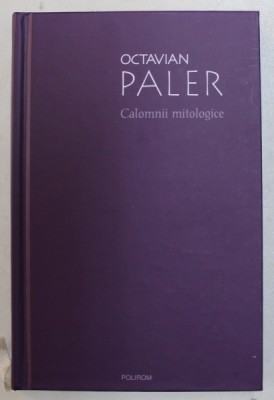 OCTAVIAN
PALER
Calomnii mitologice
POLIROM